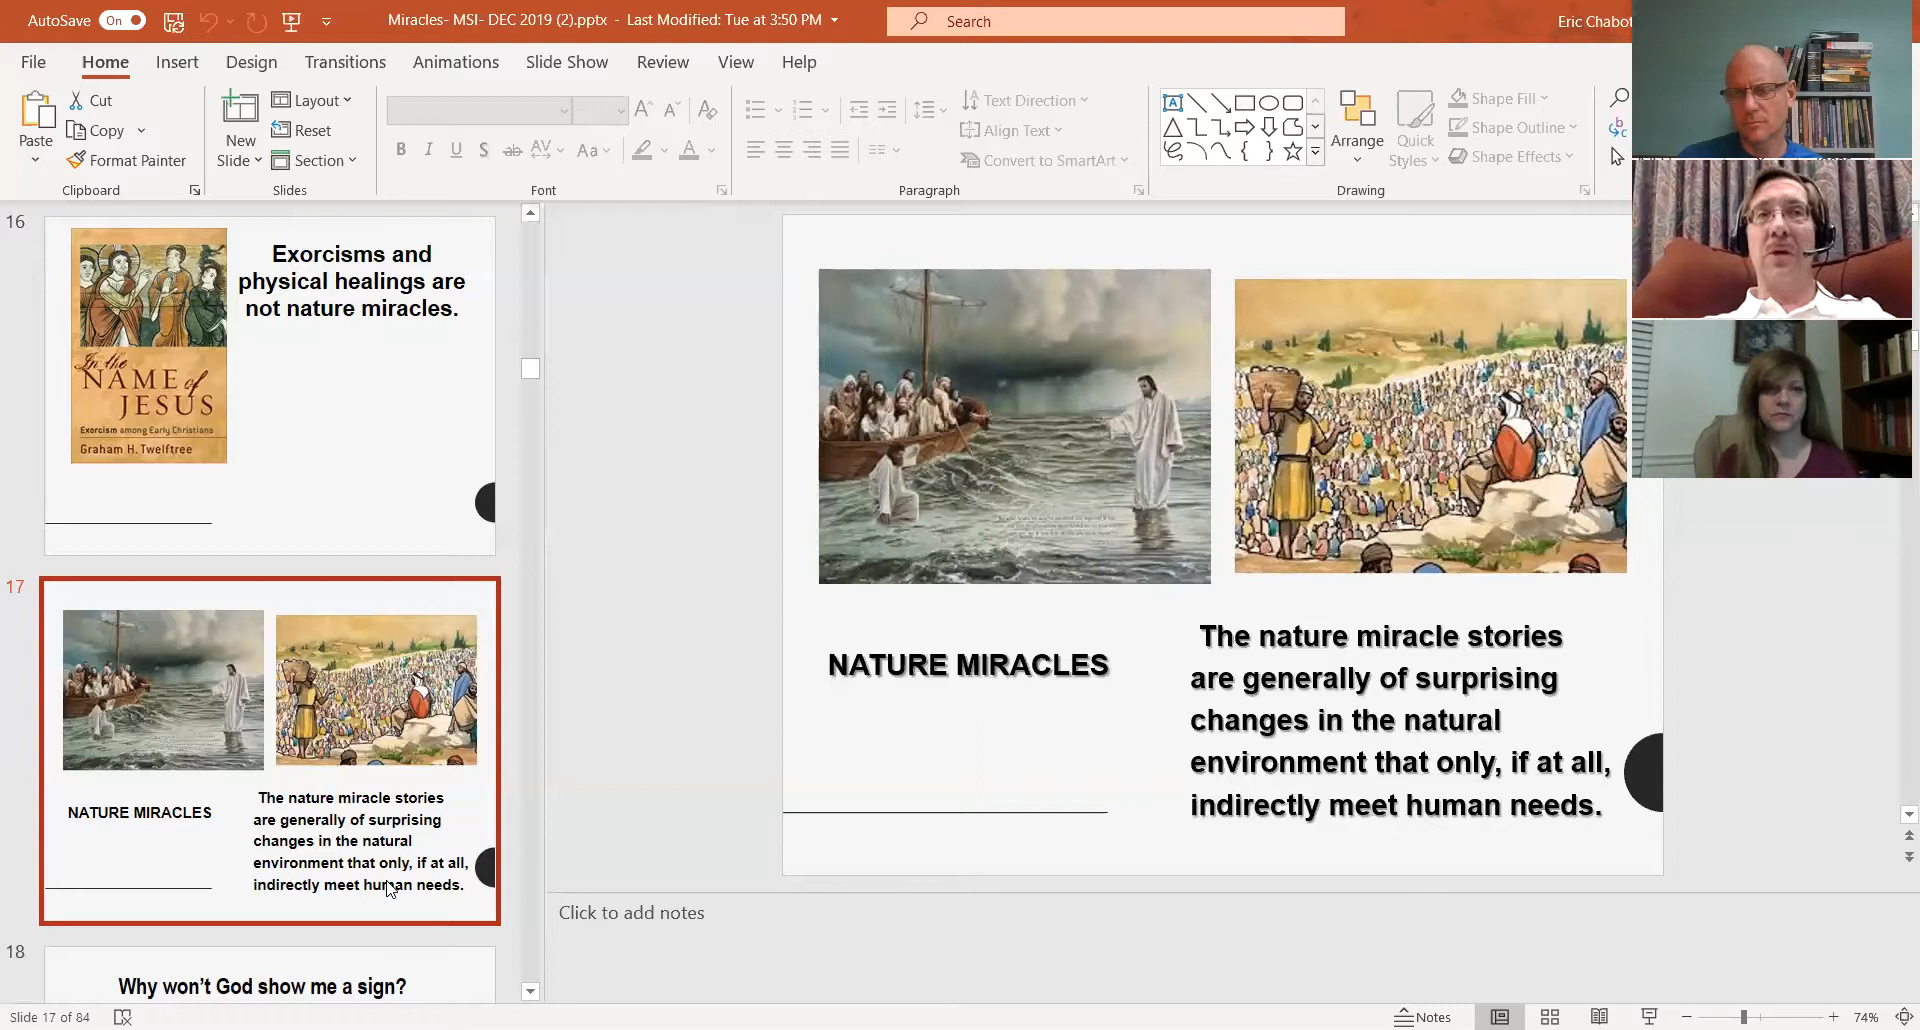 AutoSave On
Miracles- MSI- DEC 2019 (2).pptx - Last Modified: Tue at 3:50 PM
Search
Eric Chabot
File Home Insert Design Transitions Animations Slide Show Review View Help
Paste
Cut
Copy
Format Painter
Clipboard
New
Slide
Layout
Reset
Section
Slides
B I U S ab AV Aa A
Font
Text Direction
Align Text
Convert to SmartArt
Paragraph
Arrange
Quick
Styles
Shape Fill
Shape Outline
Shape Effects
Drawing
16
In the
NAME of
JESUS
Exorcism among Early Christians
Graham H. Twelftree
Exorcisms and
physical healings are
not nature miracles.
17
NATURE MIRACLES
The nature miracle stories
are generally of surprising
changes in the natural
environment that only, if at all,
indirectly meet human needs.
18
Why won’t God show me a sign?
NATURE MIRACLES
The nature miracle stories
are generally of surprising
changes in the natural
environment that only, if at all,
indirectly meet human needs.
Click to add notes
Slide 17 of 84
Notes
74%